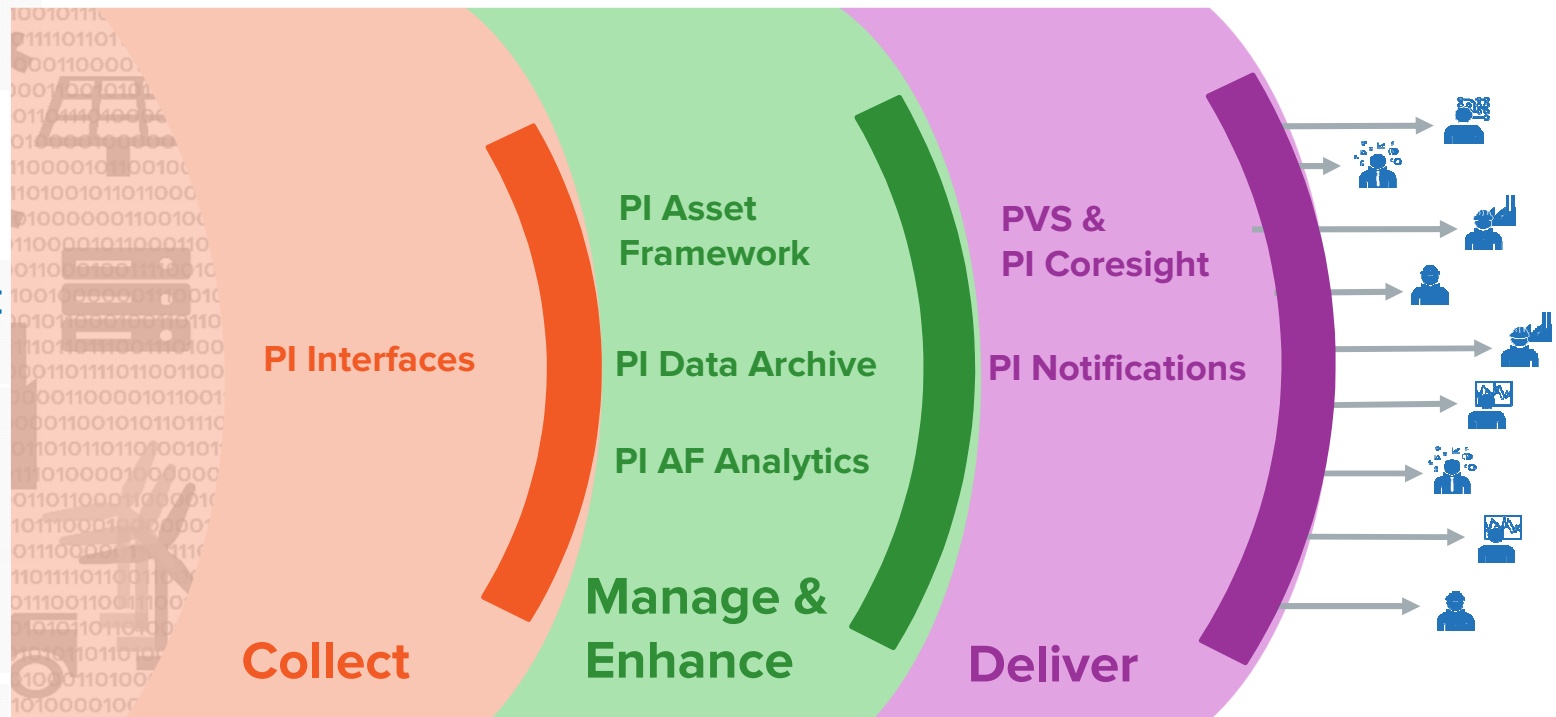 PI Interfaces
Collect
PI Asset
Framework
PI Data Archive
PI AF Analytics
Manage &
Enhance
PVS &
PI Coresight
PI Notifications
Deliver